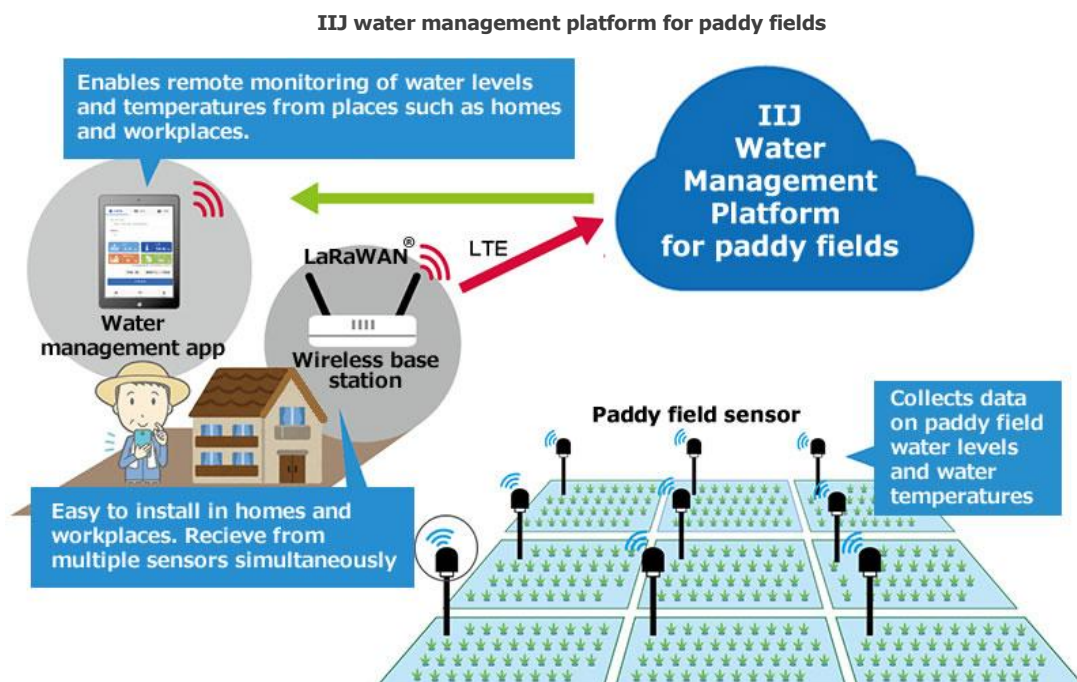 IIJ water management platform for paddy fields
Enables remote monitoring of water levels
and temperatures from places such as homes
and workplaces.
IIJ
Water
Management
Platform
for paddy fields
LaRaWAN®
LTE
Water
management app
Wireless base
station
Paddy field sensor
Collects data
on paddy field
water levels
and water
temperatures
Easy to install in homes and
workplaces. Recieve from
multiple sensors simultaneously